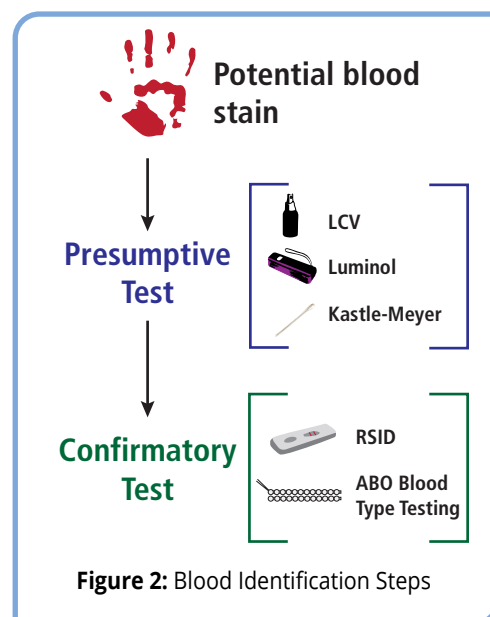 Potential blood
stain
Presumptive
Test
LCV
Luminol
Kastle-Meyer
Confirmatory
Test
RSID
ABO Blood
Type Testing
Figure 2: Blood Identification Steps